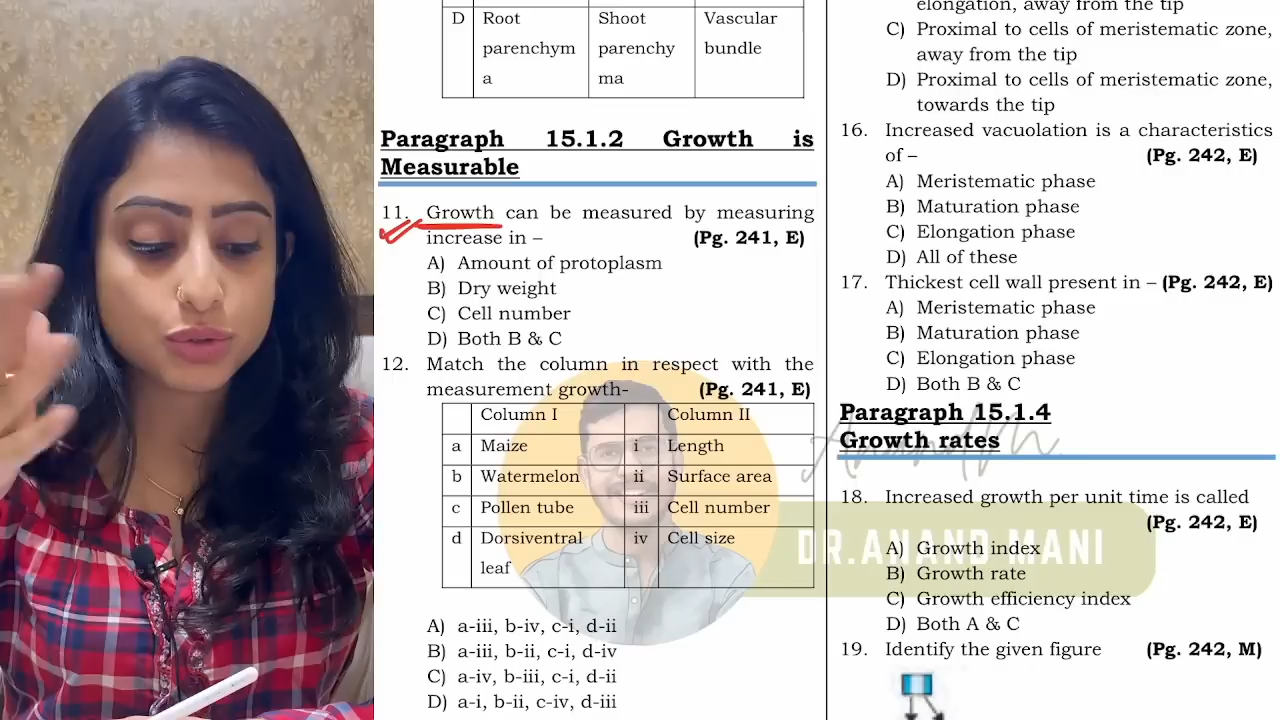 D Root Shoot Vascular
parenchym parenchy bundle
a ma
Paragraph 15.1.2 Growth is
Measurable
11. Growth can be measured by measuring
increase in – (Pg. 241, E)
A) Amount of protoplasm
B) Dry weight
C) Cell number
D) Both B & C
12. Match the column in respect with the
measurement growth- (Pg. 241, E)
Column I Column II
a Maize i Length
b Watermelon ii Surface area
c Pollen tube iii Cell number
d Dorsiventral iv Cell size
leaf
A) a-iii, b-iv, c-i, d-ii
B) a-iii, b-ii, c-i, d-iv
C) a-iv, b-iii, c-i, d-ii
D) a-i, b-ii, c-iv, d-iii
elongation, away from the tip
C) Proximal to cells of meristematic zone,
away from the tip
D) Proximal to cells of meristematic zone,
towards the tip
16. Increased vacuolation is a characteristics
of – (Pg. 242, E)
A) Meristematic phase
B) Maturation phase
C) Elongation phase
D) All of these
17. Thickest cell wall present in – (Pg. 242, E)
A) Meristematic phase
B) Maturation phase
C) Elongation phase
D) Both B & C
Paragraph 15.1.4
Growth rates
18. Increased growth per unit time is called
(Pg. 242, E)
A) Growth index
B) Growth rate
C) Growth efficiency index
D) Both A & C
19. Identify the given figure (Pg. 242, M)
DR.ANAND MANI